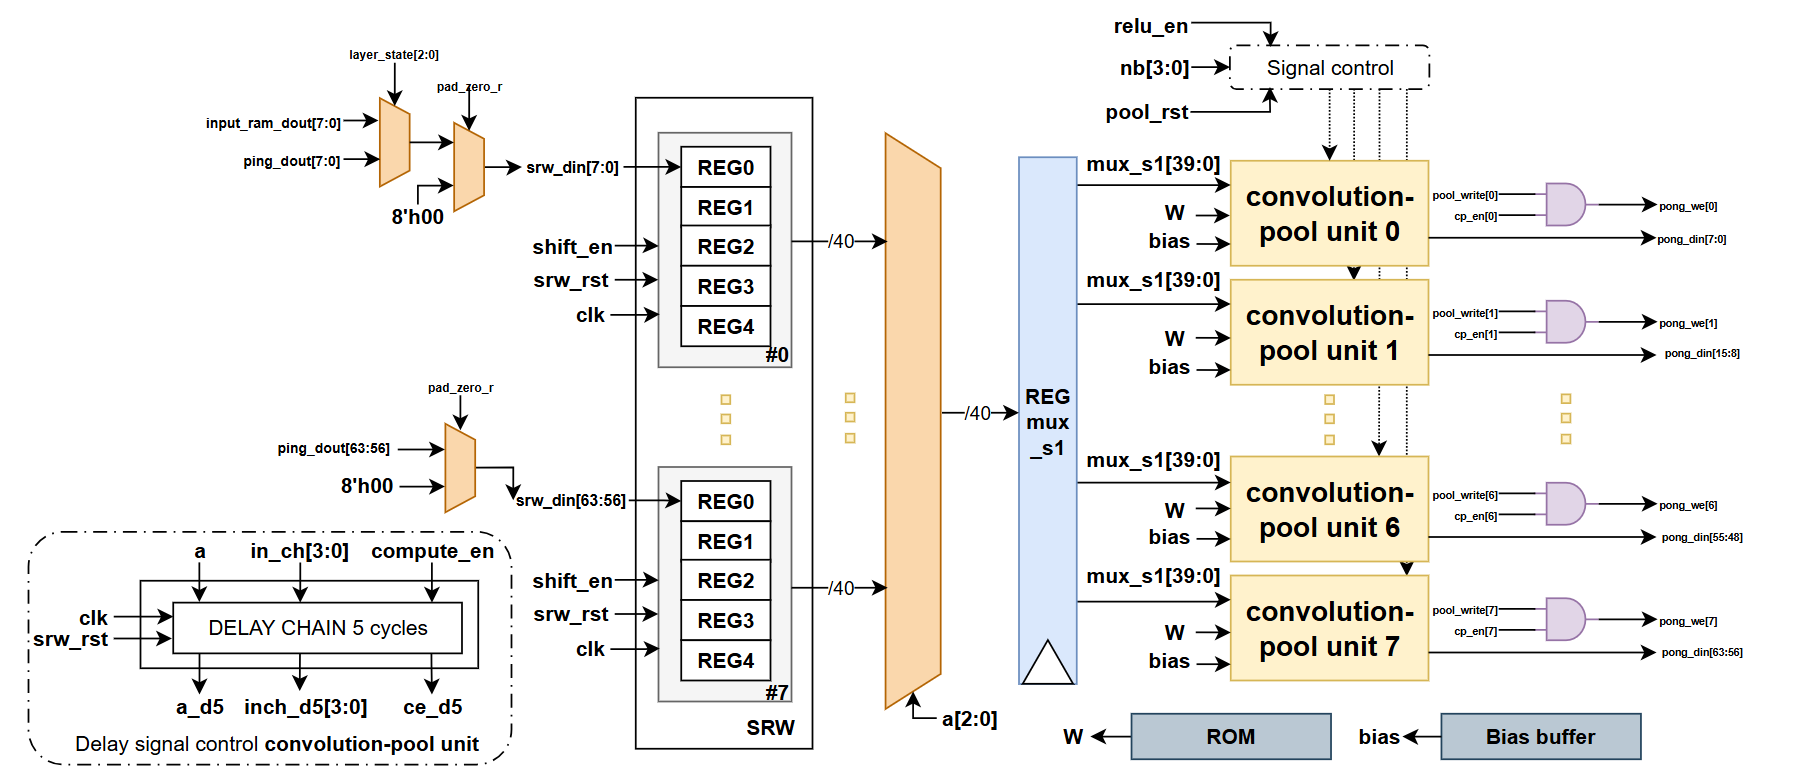 layer_state[2:0]
pad_zero_r
input_ram_dout[7:0]
ping_dout[7:0]
8'h00
srw_din[7:0]
shift_en
srw_rst
clk
REG0
REG1
REG2
REG3
REG4
#0
/40
pad_zero_r
ping_dout[63:56]
8'h00
srw_din[63:56]
shift_en
srw_rst
clk
REG0
REG1
REG2
REG3
REG4
#7
SRW
/40
a[2:0]
/40
REG
mux
_s1
a
in_ch[3:0]
compute_en
clk
srw_rst
DELAY CHAIN 5 cycles
a_d5
inch_d5[3:0]
ce_d5
Delay signal control convolution-pool unit
relu_en
nb[3:0]
pool_rst
Signal control
mux_s1[39:0]
W
bias
convolution-
pool unit 0
pool_write[0]
cp_en[0]
pong_we[0]
pong_din[7:0]
mux_s1[39:0]
W
bias
convolution-
pool unit 1
pool_write[1]
cp_en[1]
pong_we[1]
pong_din[15:8]
mux_s1[39:0]
W
bias
convolution-
pool unit 6
pool_write[6]
cp_en[6]
pong_we[6]
pong_din[55:48]
mux_s1[39:0]
W
bias
convolution-
pool unit 7
pool_write[7]
cp_en[7]
pong_we[7]
pong_din[63:56]
W
ROM
bias
Bias buffer